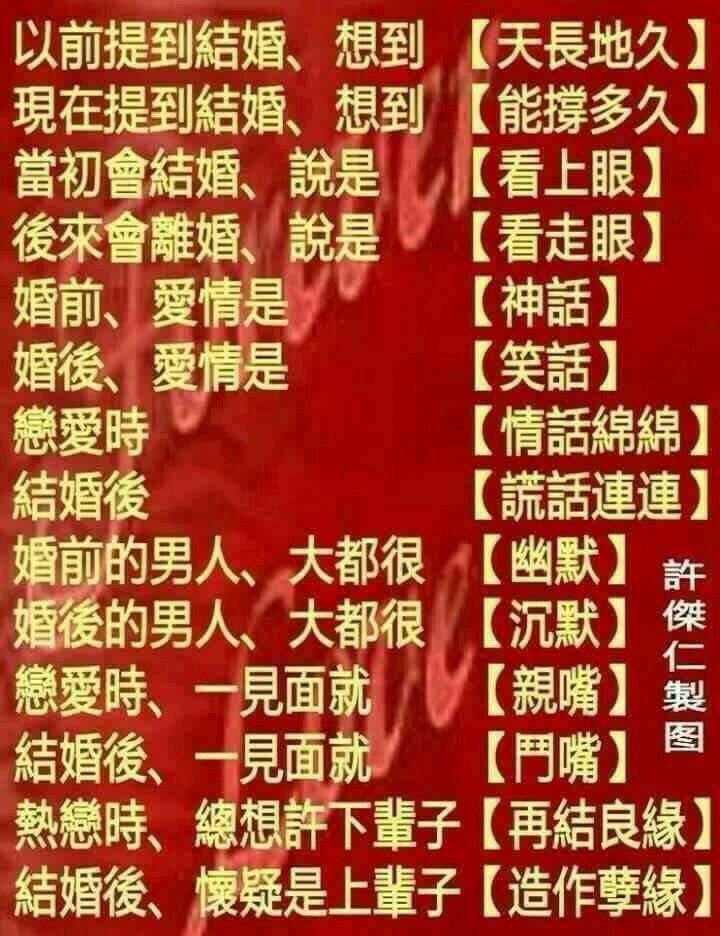 以前提到結婚、想到【天長地久】
現在提到結婚、想到【能撐多久】
當初會結婚、說是【看上眼】
後來會離婚、說是【看走眼】
婚前、愛情是【神話】
婚後、愛情是【笑話】
戀愛時【情話綿綿】
結婚後【謊話連連】
婚前的男人、大都很【幽默】
婚後的男人、大都很【沉默】
戀愛時、一見面就【親嘴】
結婚後、一見面就【鬥嘴】
熱戀時、總想許下輩子【再結良緣】
結婚後、懷疑是上輩子【造作孽緣】
許傑仁製图